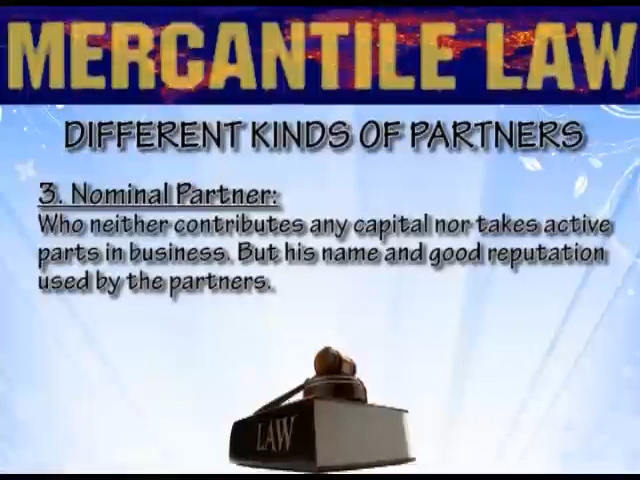 MERCANTILE LAW
DIFFERENT KINDS OF PARTNERS
3. Nominal Partner:
Who neither contributes any capital nor takes active
parts in business. But his name and good reputation
used by the partners.
LAW